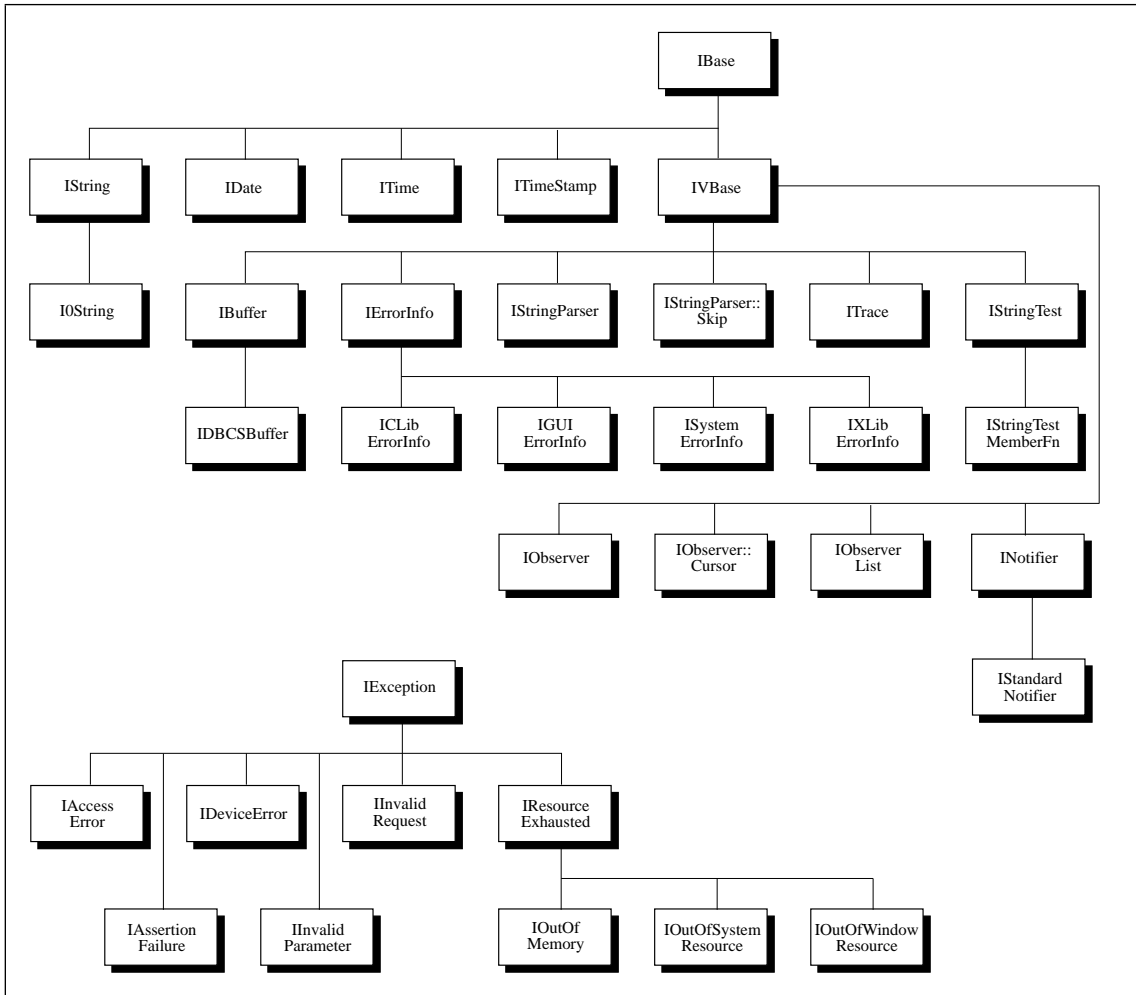 IBase
IString
IDate
ITime
ITimeStamp
IVBase
I0String
IBuffer
IErrorInfo
IStringParser
IStringParser::
Skip
ITrace
IStringTest
IDBCSBuffer
ICLib
ErrorInfo
IGUI
ErrorInfo
ISystem
ErrorInfo
IXLib
ErrorInfo
IStringTest
MemberFn
IObserver
IObserver::
Cursor
IObserver
List
INotifier
IStandard
Notifier
IException
IAccess
Error
IDeviceError
IInvalid
Request
IResource
Exhausted
IAssertion
Failure
IInvalid
Parameter
IOutOf
Memory
IOutOfSystem
Resource
IOutOfWindow
Resource